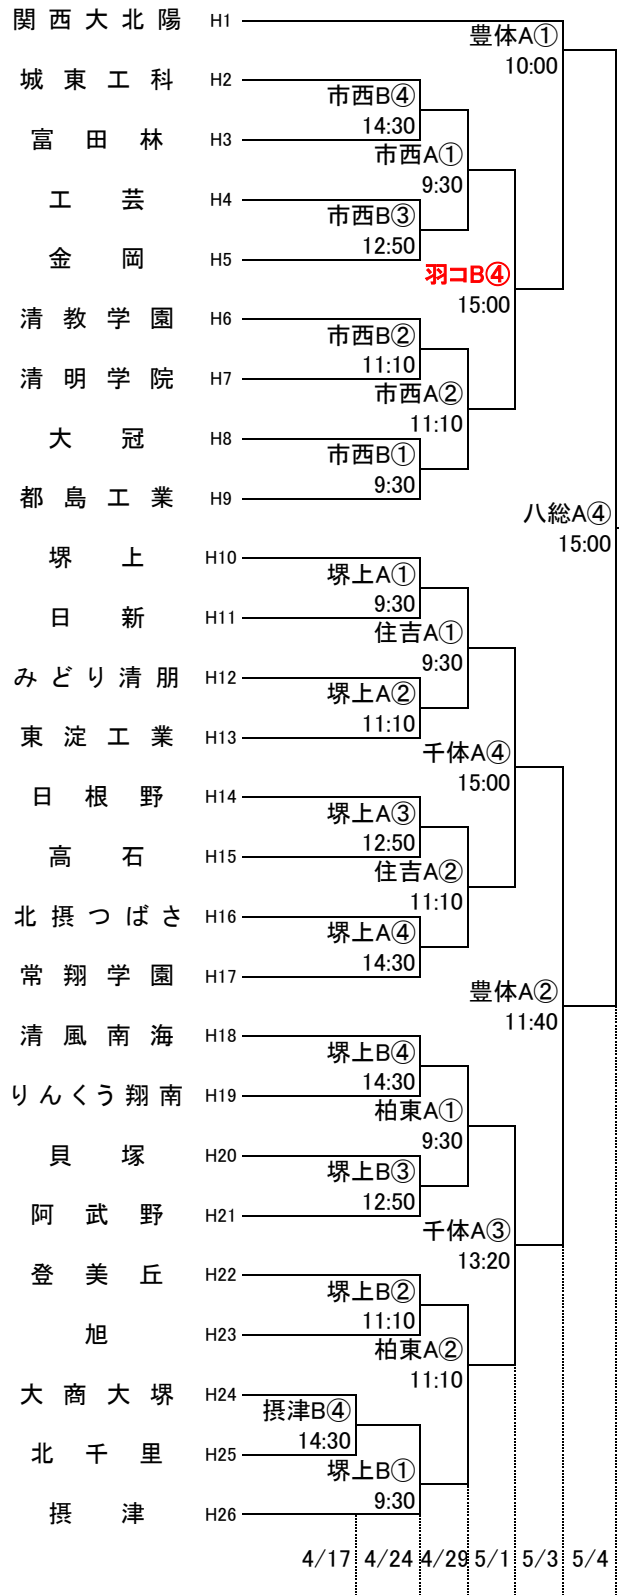 関西大北陽 H1
豊体A①
10:00
城東工科 H2
市西B④
14:30
富田林 H3
市西A①
9:30
工芸 H4
市西B③
12:50
金岡 H5
羽コB④
15:00
清教学園 H6
市西B②
11:10
清明学院 H7
市西A②
11:10
大冠 H8
市西B①
9:30
都島工業 H9
八総A④
15:00
堺上 H10
堺上A①
9:30
日新 H11
住吉A①
9:30
みどり清朋 H12
堺上A②
11:10
東淀工業 H13
千体A④
15:00
日根野 H14
堺上A③
12:50
高石 H15
住吉A②
11:10
北摂つばさ H16
堺上A④
14:30
常翔学園 H17
豊体A②
11:40
清風南海 H18
堺上B④
14:30
りんくう翔南 H19
柏東A①
9:30
貝塚 H20
堺上B③
12:50
阿武野 H21
千体A③
13:20
登美丘 H22
堺上B②
11:10
旭 H23
柏東A②
11:10
大商大堺 H24
摂津B④
14:30
北千里 H25
堺上B①
9:30
摂津 H26
4/17 4/24 4/29 5/1 5/3 5/4